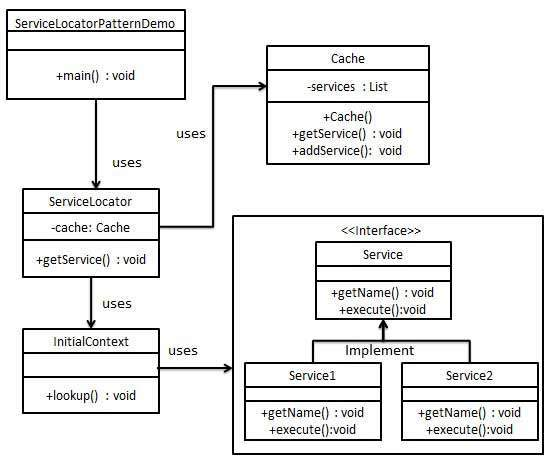 ServiceLocatorPatternDemo
+main() : void
uses
Cache
-services : List
+Cache()
+getService() : void
+addService(): void
uses
ServiceLocator
-cache: Cache
+getService() : void
uses
InitialContext
+lookup() : void
uses
<<Interface>>
Service
+getName() : void
+execute():void
Implement
Service1
+getName() : void
+execute():void
Service2
+getName() : void
+execute():void